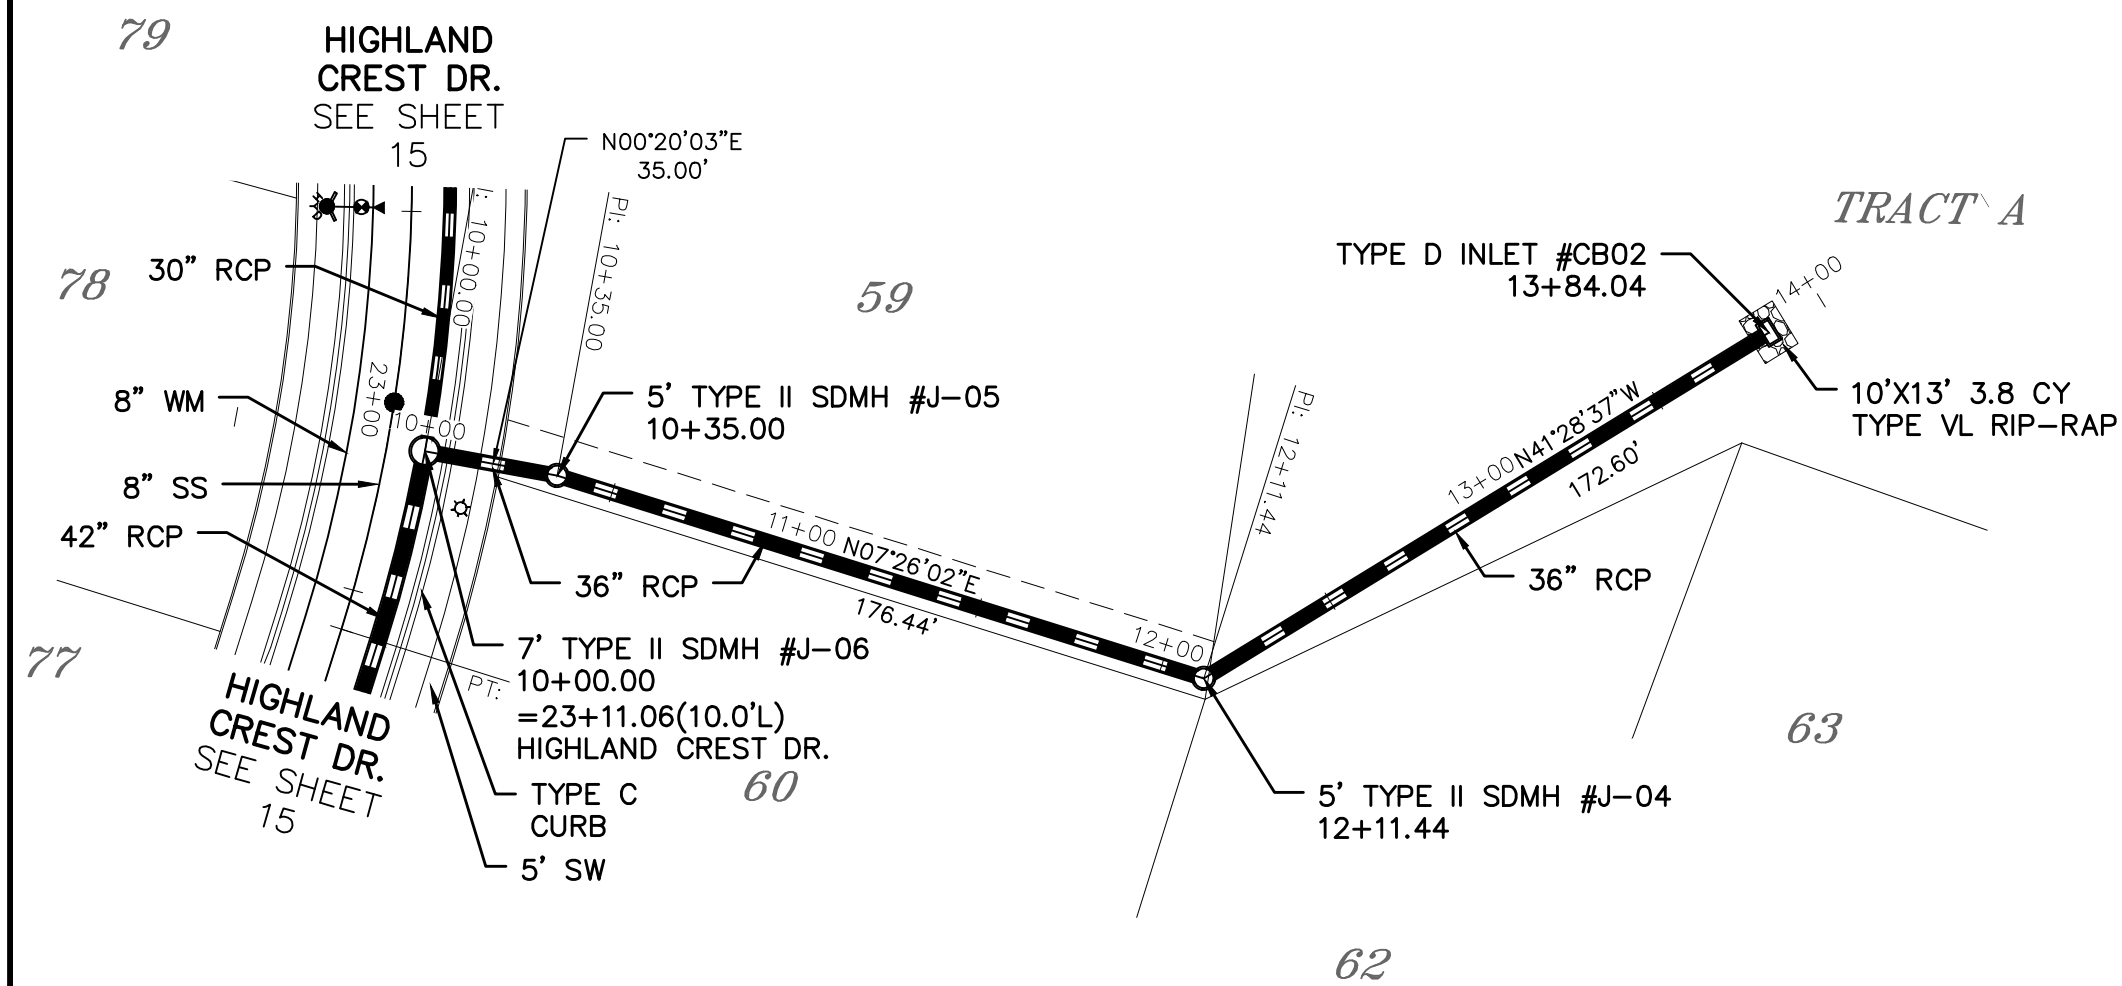 79
HIGHLAND
CREST DR.
SEE SHEET
15
N00°20'03"E
35.00'
PI: 10+35.00
10+00.00
TRACT A
TYPE D INLET #CB02
13+84.04
14+00
30" RCP
78
59
8" WM
23+00
10+00
5' TYPE II SDMH #J-05
10+35.00
PI: 12+11.44
10'X13' 3.8 CY
TYPE VL RIP-RAP
N41°28'37"W
172.60'
13+00
8" SS
42" RCP
11+00
N07°26'02"E
176.44'
36" RCP
36" RCP
12+00
77
7' TYPE II SDMH #J-06
10+00.00
=23+11.06(10.0'L)
HIGHLAND CREST DR.
PT:
HIGHLAND
CREST DR.
SEE SHEET
15
63
60
TYPE C
CURB
5' SW
5' TYPE II SDMH #J-04
12+11.44
62